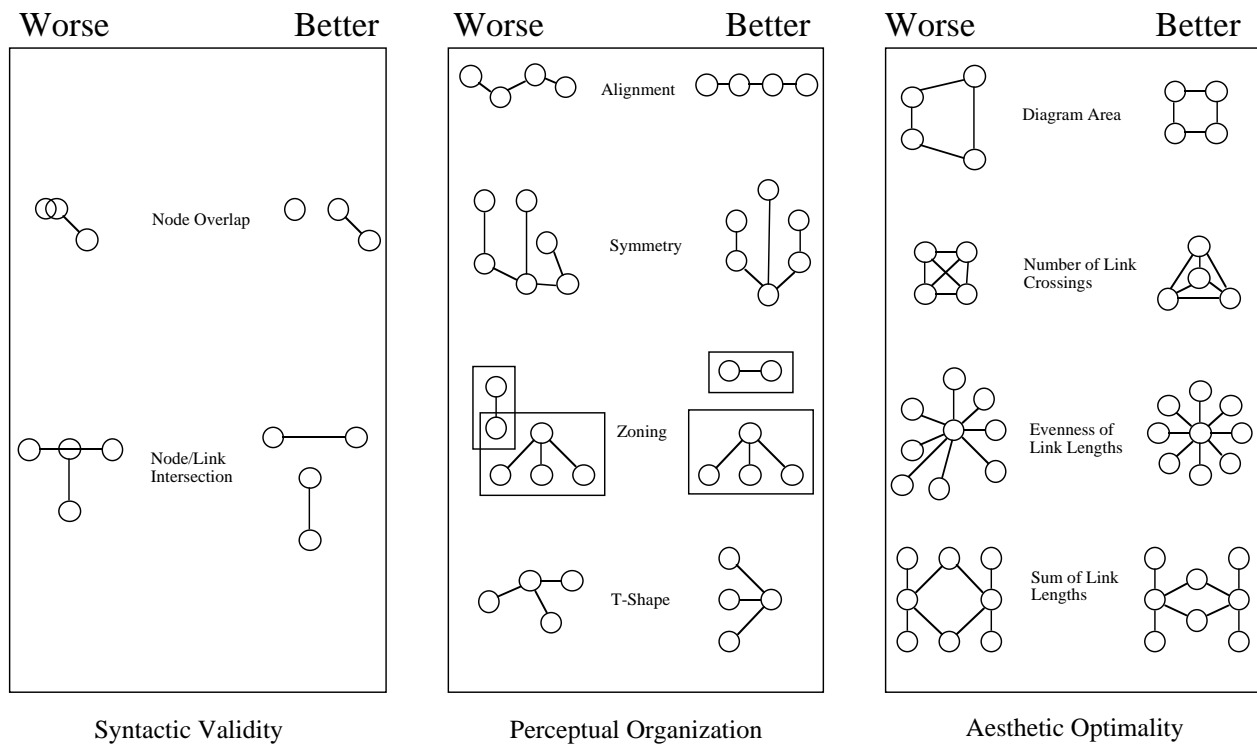 Worse
Better
Node Overlap
Node/Link
Intersection
Syntactic Validity
Worse
Better
Alignment
Symmetry
Zoning
T-Shape
Perceptual Organization
Worse
Better
Diagram Area
Number of Link
Crossings
Evenness of
Link Lengths
Sum of Link
Lengths
Aesthetic Optimality